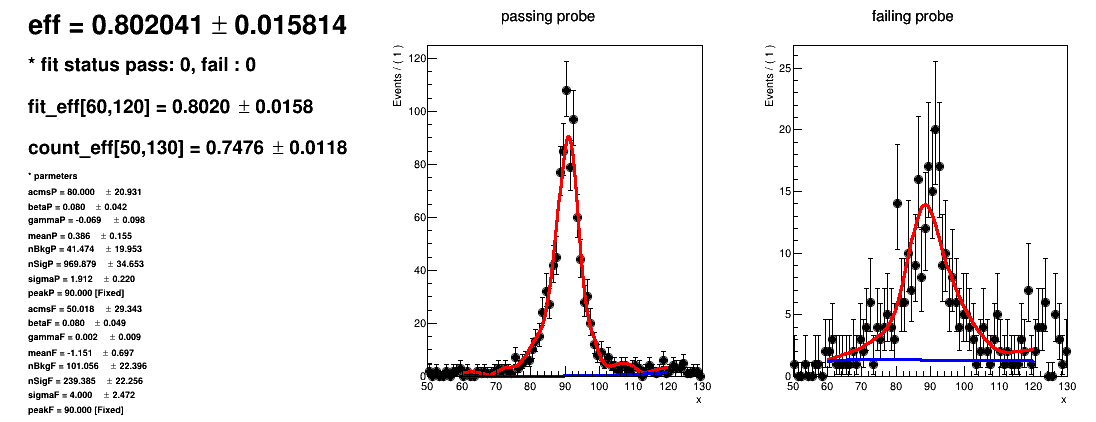 eff = 0.802041 ± 0.015814
* fit status pass: 0, fail : 0
fit_eff[60,120] = 0.8020 ± 0.0158
count_eff[50,130] = 0.7476 ± 0.0118
* parmeters
acmsP = 80.000 ± 20.931
betaP = 0.080 ± 0.042
gammaP = -0.069 ± 0.098
meanP = 0.386 ± 0.155
nBkgP = 41.474 ± 19.953
nSigP = 969.879 ± 34.653
sigmaP = 1.912 ± 0.220
peakP = 90.000 [Fixed]
acmsF = 50.018 ± 29.343
betaF = 0.080 ± 0.049
gammaF = 0.002 ± 0.009
meanF = -1.151 ± 0.697
nBkgF = 101.056 ± 22.396
nSigF = 239.385 ± 22.256
sigmaF = 4.000 ± 2.472
peakF = 90.000 [Fixed]
passing probe
Events / ( 1 )
120
100
80
60
40
20
0
50 60 70 80 90 100 110 120 130
x
failing probe
Events / ( 1 )
25
20
15
10
5
0
50 60 70 80 90 100 110 120 130
x